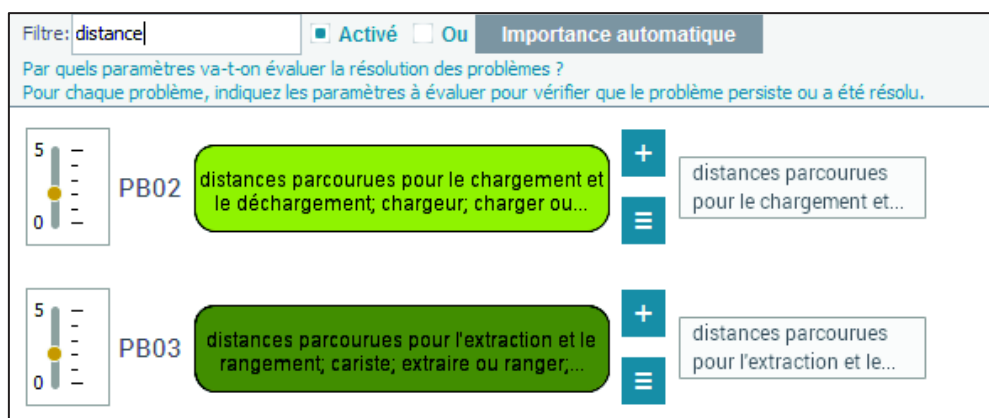 Filtre: distance Activé Ou Importance automatique
Par quels paramètres va-t-on évaluer la résolution des problèmes ?
Pour chaque problème, indiquez les paramètres à évaluer pour vérifier que le problème persiste ou a été résolu.
5
0
PB02
distances parcourues pour le chargement et
le déchargement; chargeur; charger ou...
+
distances parcourues
pour le chargement et...
5
0
PB03
distances parcourues pour l'extraction et le
rangement; cariste; extraire ou ranger;...
+
distances parcourues
pour l'extraction et le...